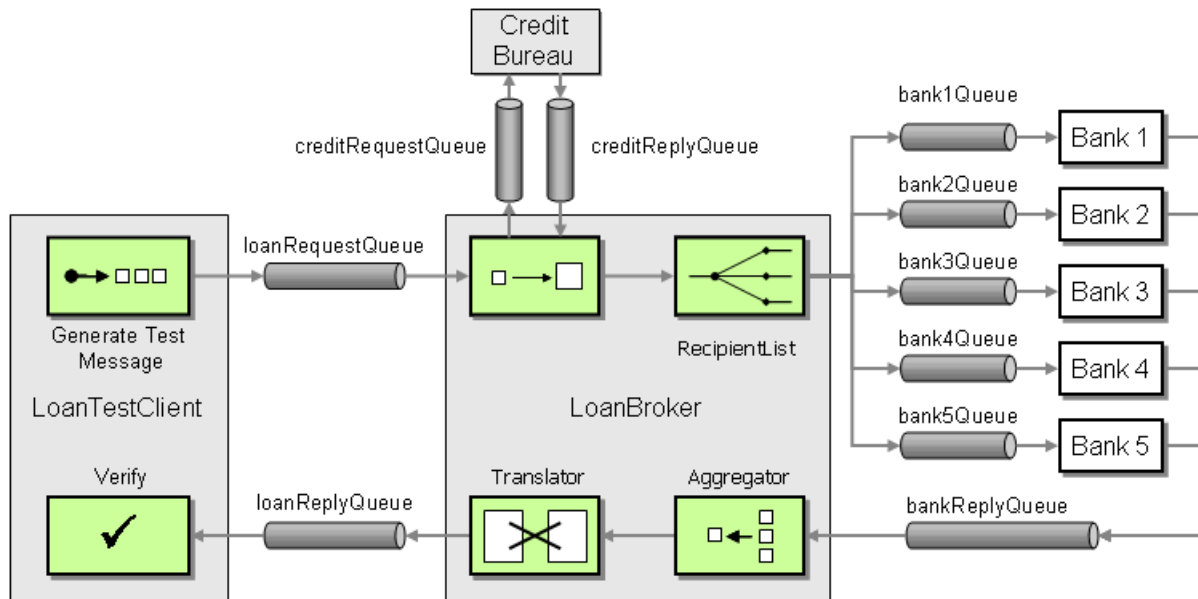 Credit
Bureau
creditRequestQueue
creditReplyQueue
bank1Queue
Bank 1
bank2Queue
Bank 2
bank3Queue
Bank 3
bank4Queue
Bank 4
bank5Queue
Bank 5
loanRequestQueue
Generate Test
Message
RecipientList
LoanTestClient
LoanBroker
Verify
loanReplyQueue
Translator
Aggregator
bankReplyQueue